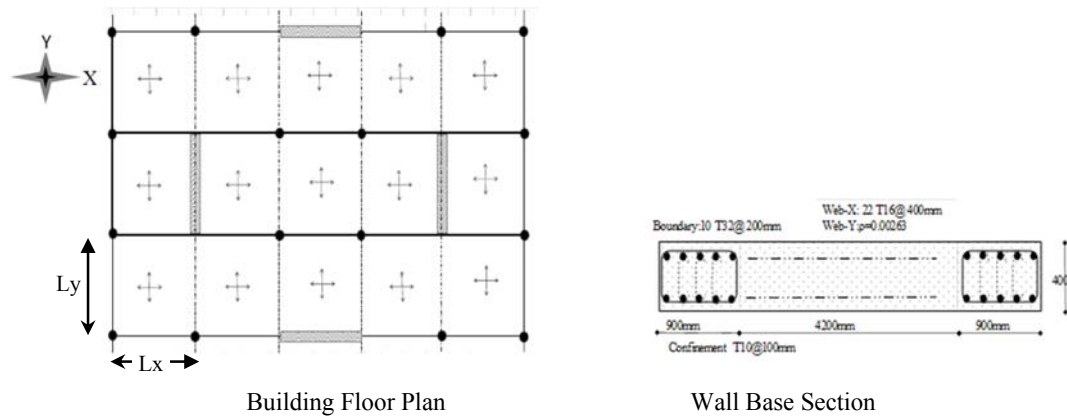 Y
X
Ly
Lx
Building Floor Plan
Web-X: 22 T16@400mm
Boundary:10 T32@200mm
Web-Y:ρ=0.00263
400
900mm
4200mm
900mm
Confinement T10@100mm
Wall Base Section